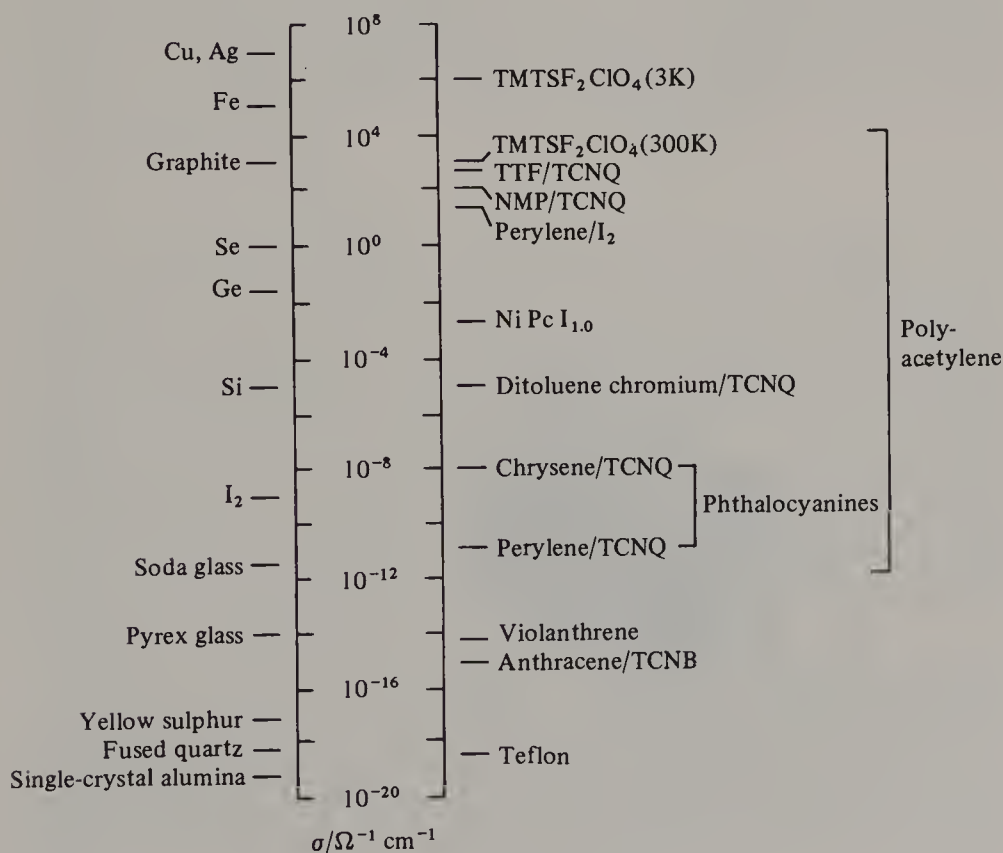 10⁸
Cu, Ag
TMTSF₂ClO₄(3K)
Fe
10⁴
TMTSF₂ClO₄(300K)
Graphite
TTF/TCNQ
NMP/TCNQ
Perylene/I₂
Se
10⁰
Ge
Ni Pc I₁.₀
Poly-
acetylene
10⁻⁴
Si
Ditoluene chromium/TCNQ
10⁻⁸
Chrysene/TCNQ
I₂
Phthalocyanines
Perylene/TCNQ
Soda glass
10⁻¹²
Pyrex glass
Violanthrene
Anthracene/TCNB
10⁻¹⁶
Yellow sulphur
Fused quartz
Teflon
Single-crystal alumina
10⁻²⁰
σ/Ω⁻¹ cm⁻¹